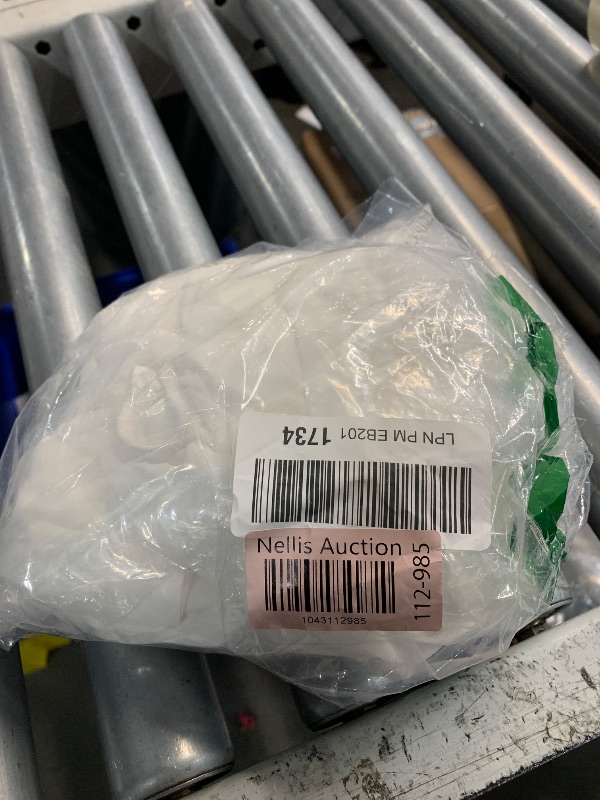 LPN PM EB201 1734
Nellis Auction
1043112985
112-985